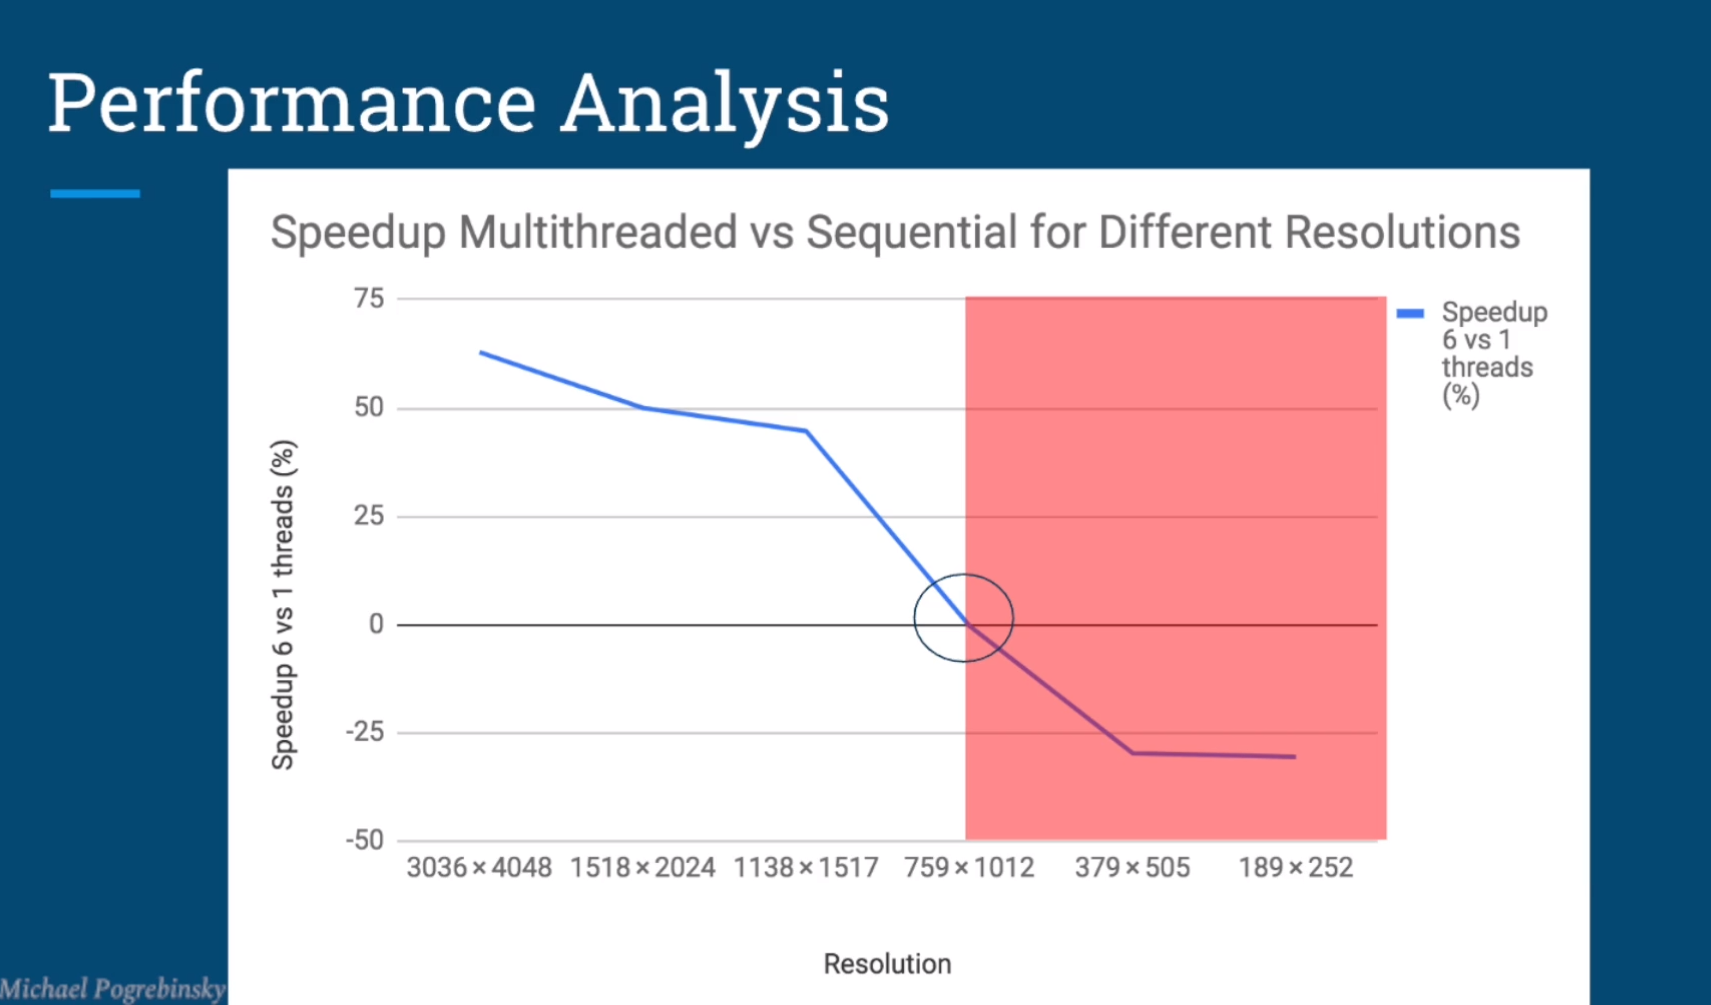 Performance Analysis
Speedup Multithreaded vs Sequential for Different Resolutions
75
50
25
0
-25
-50
Speedup 6 vs 1 threads (%)
Speedup
6 vs 1
threads
(%)
3036×4048 1518×2024 1138×1517 759×1012 379×505 189×252
Resolution
Michael Pogrebinsky